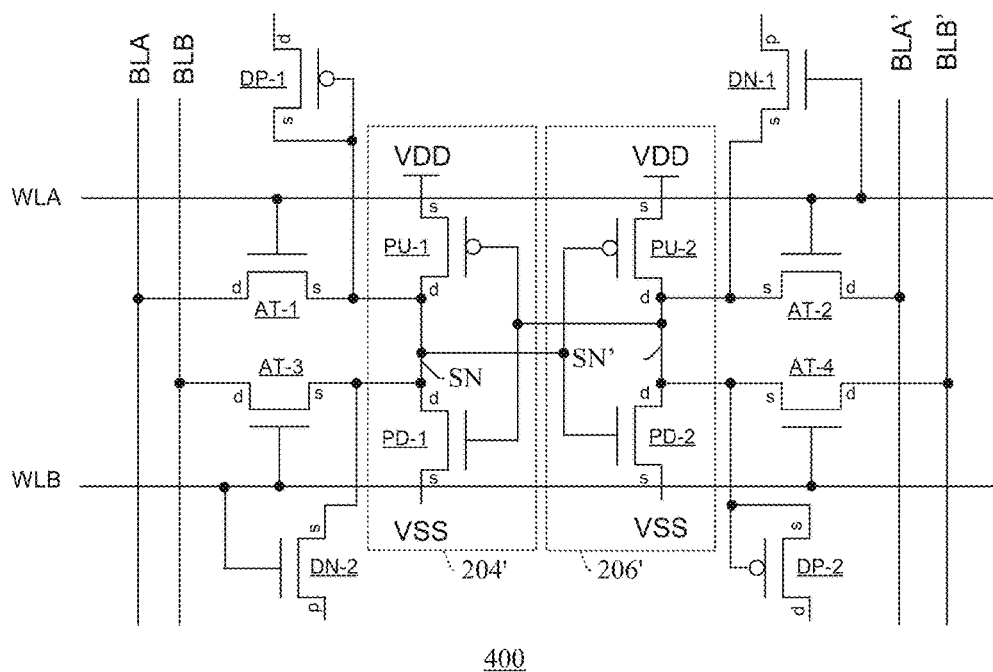 BLA
BLB
d
DP-1
s
d
DN-1
s
BLA'
BLB'
VDD
VDD
WLA
s
s
PU-1
PU-2
d
s
d
d
s
d
AT-1
AT-2
SN'
AT-3
SN
AT-4
d
s
d
d
s
d
PD-1
PD-2
WLB
s
s
VSS
VSS
s
DN-2
d
204'
206'
s
DP-2
d
400